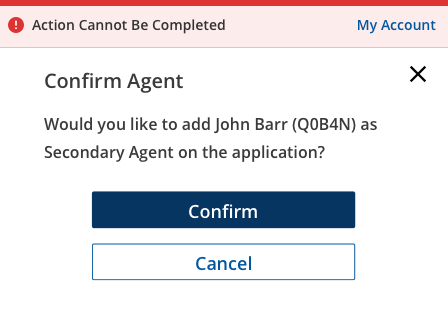 Action Cannot Be Completed My Account
Confirm Agent
Would you like to add John Barr (Q0B4N) as
Secondary Agent on the application?
Confirm
Cancel